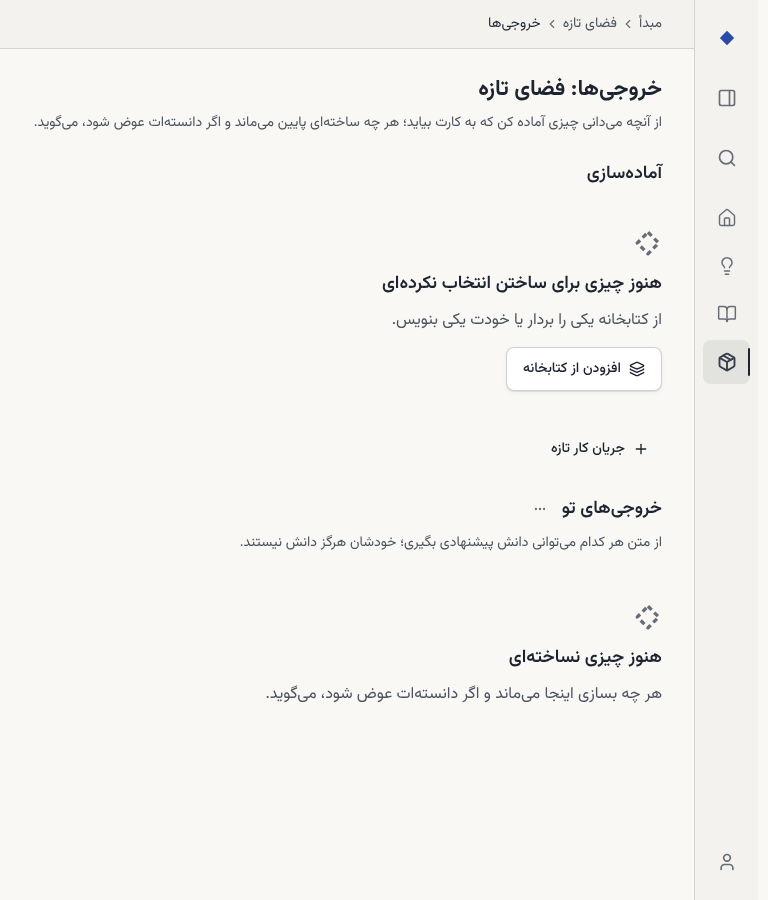 مبدأ › فضای تازه › خروجی‌ها
خروجی‌ها: فضای تازه
از آنچه می‌دانی چیزی آماده کن که به کارت بیاید؛ هر چه ساخته‌ای پایین می‌ماند و اگر دانسته‌ات عوض شود، می‌گوید.
آماده‌سازی
هنوز چیزی برای ساختن انتخاب نکرده‌ای
از کتابخانه یکی را بردار یا خودت یکی بنویس.
افزودن از کتابخانه
جریان کار تازه
خروجی‌های تو ...
از متن هر کدام می‌توانی دانش پیشنهادی بگیری؛ خودشان هرگز دانش نیستند.
هنوز چیزی نساخته‌ای
هر چه بسازی اینجا می‌ماند و اگر دانسته‌ات عوض شود، می‌گوید.